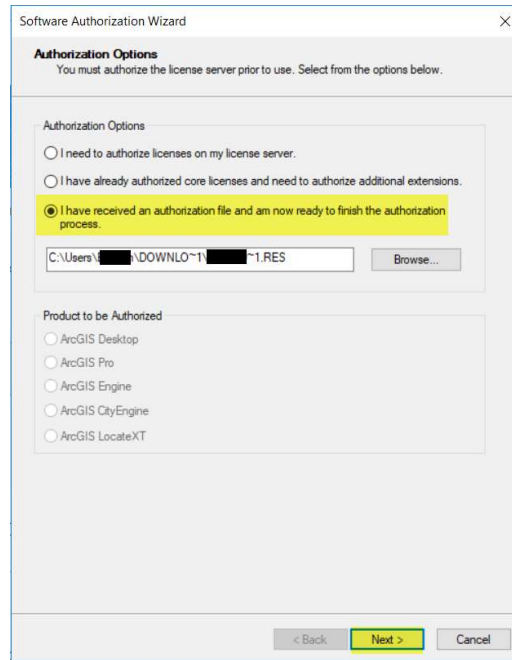 Software Authorization Wizard
Authorization Options
You must authorize the license server prior to use. Select from the options below.
Authorization Options
I need to authorize licenses on my license server.
I have already authorized core licenses and need to authorize additional extensions.
I have received an authorization file and am now ready to finish the authorization
process.
C:\Users\ \DOWNLO~1\ ~1.RES
Browse...
Product to be Authorized
ArcGIS Desktop
ArcGIS Pro
ArcGIS Engine
ArcGIS CityEngine
ArcGIS LocateXT
< Back
Next >
Cancel